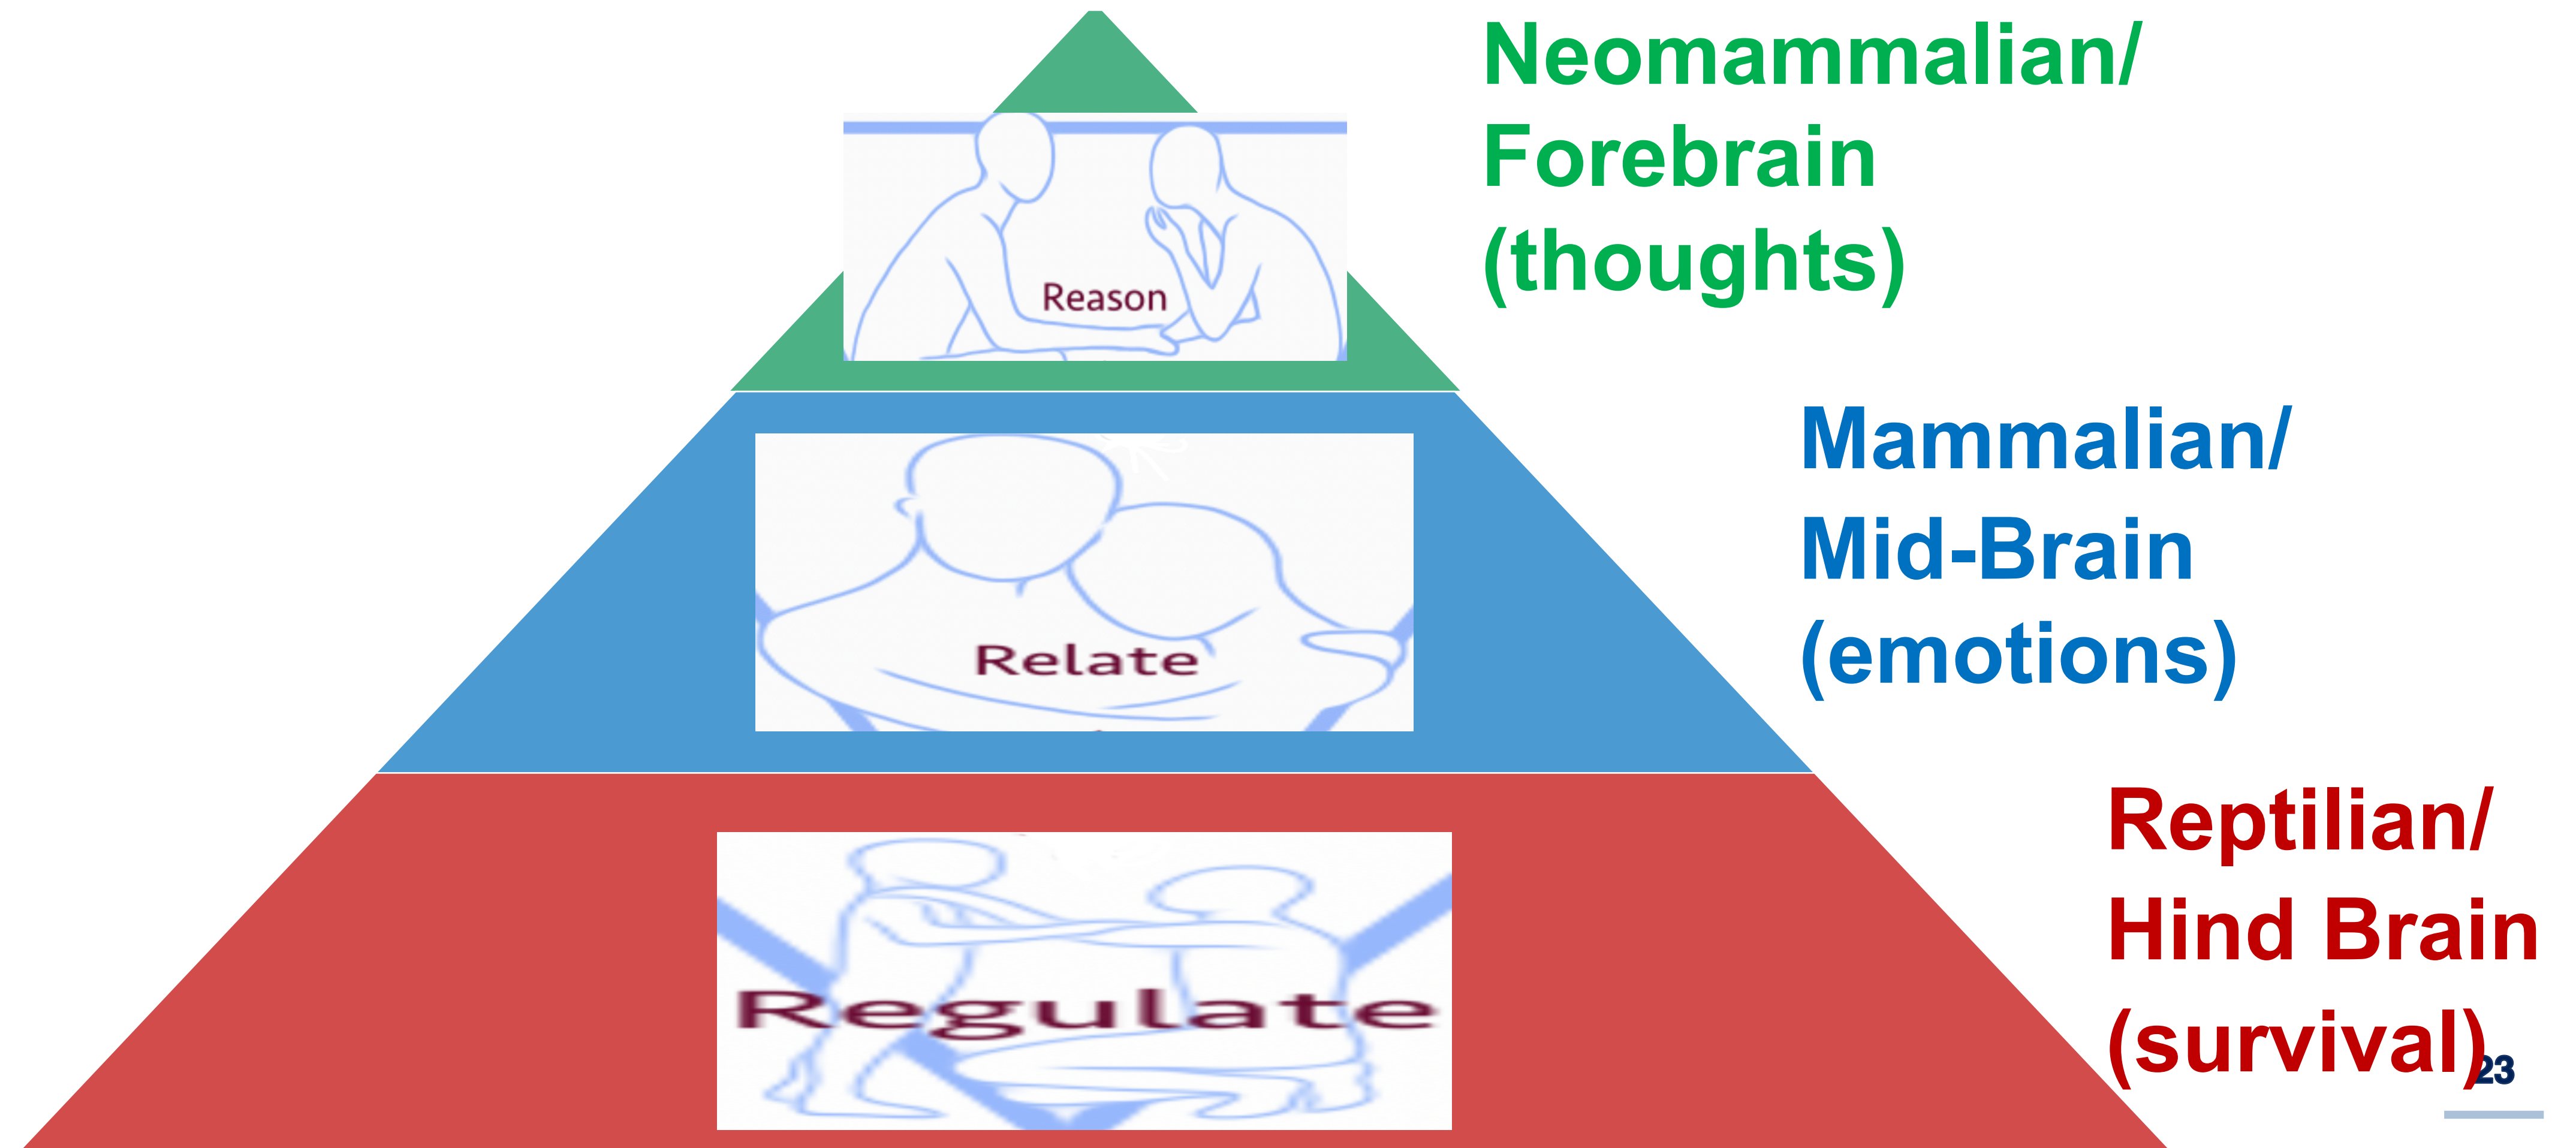 Neomammalian/
Forebrain
(thoughts)
Reason
Mammalian/
Mid-Brain
(emotions)
Relate
Reptilian/
Hind Brain
(survival)
Regulate
23